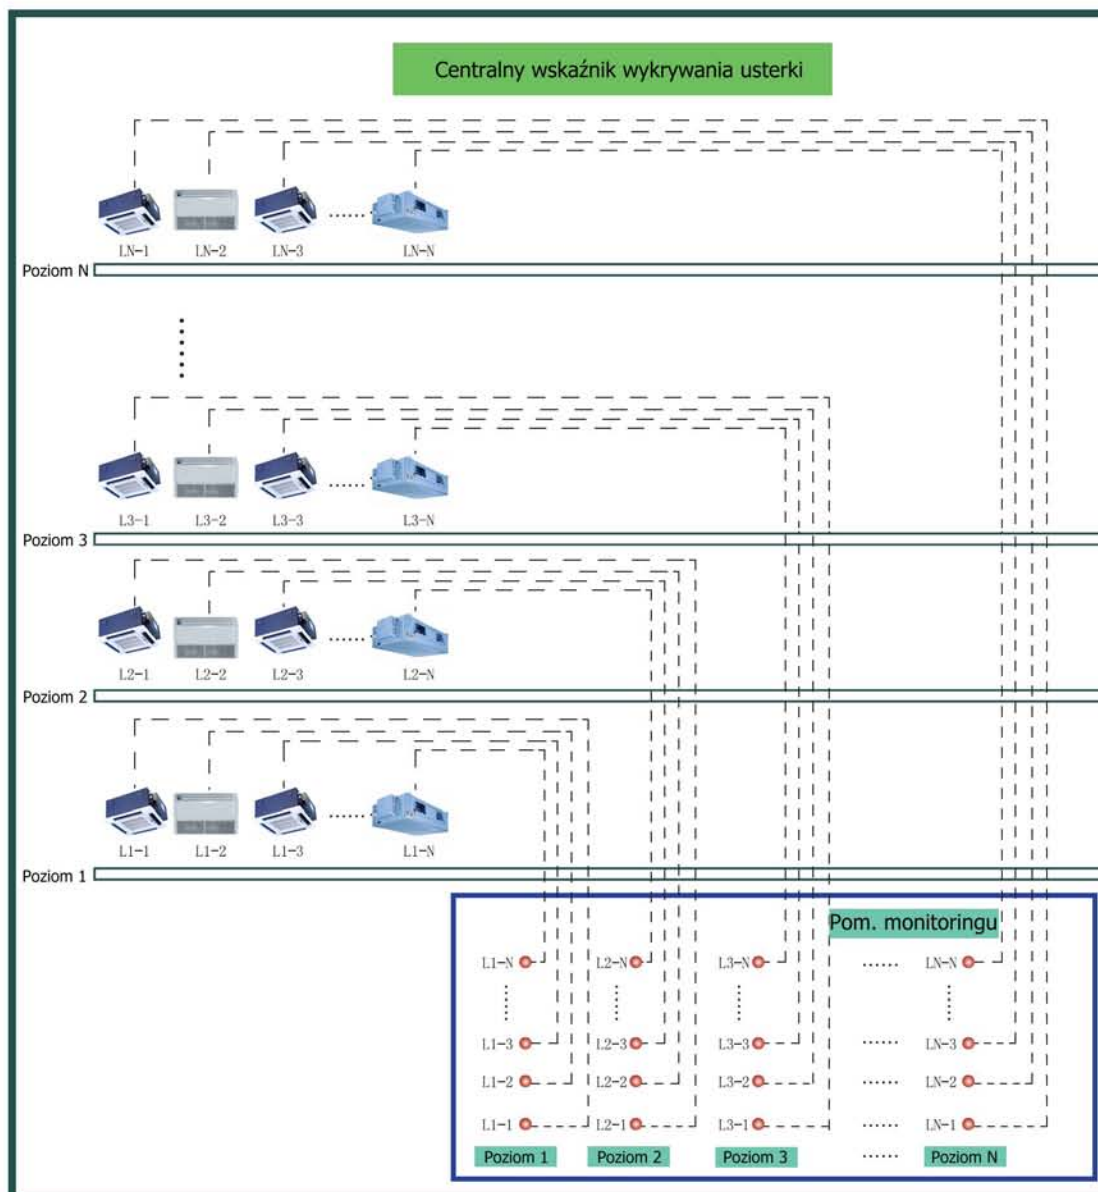 Centralny wskaźnik wykrywania usterki
LN-1 LN-2 LN-3 ...... LN-N
Poziom N
L3-1 L3-2 L3-3 ...... L3-N
Poziom 3
L2-1 L2-2 L2-3 ...... L2-N
Poziom 2
L1-1 L1-2 L1-3 ...... L1-N
Poziom 1
Pom. monitoringu
L1-N L2-N L3-N ...... LN-N
L1-3 L2-3 L3-3 ...... LN-3
L1-2 L2-2 L3-2 ...... LN-2
L1-1 L2-1 L3-1 ...... LN-1
Poziom 1 Poziom 2 Poziom 3 ...... Poziom N